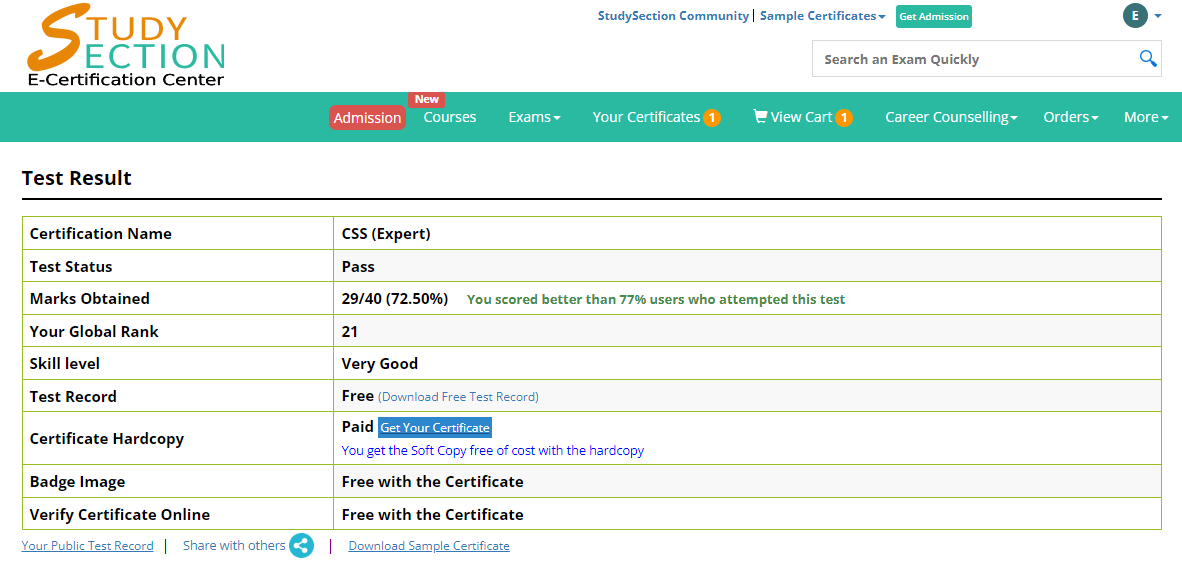 STUDY
SECTION
E-Certification Center
StudySection Community | Sample Certificates Get Admission E
Search an Exam Quickly
New
Admission Courses Exams Your Certificates 1 View Cart 1 Career Counselling Orders More
Test Result
Certification Name CSS (Expert)
Test Status Pass
Marks Obtained 29/40 (72.50%) You scored better than 77% users who attempted this test
Your Global Rank 21
Skill level Very Good
Test Record Free (Download Free Test Record)
Certificate Hardcopy Paid Get Your Certificate
You get the Soft Copy free of cost with the hardcopy
Badge Image Free with the Certificate
Verify Certificate Online Free with the Certificate
Your Public Test Record | Share with others | Download Sample Certificate